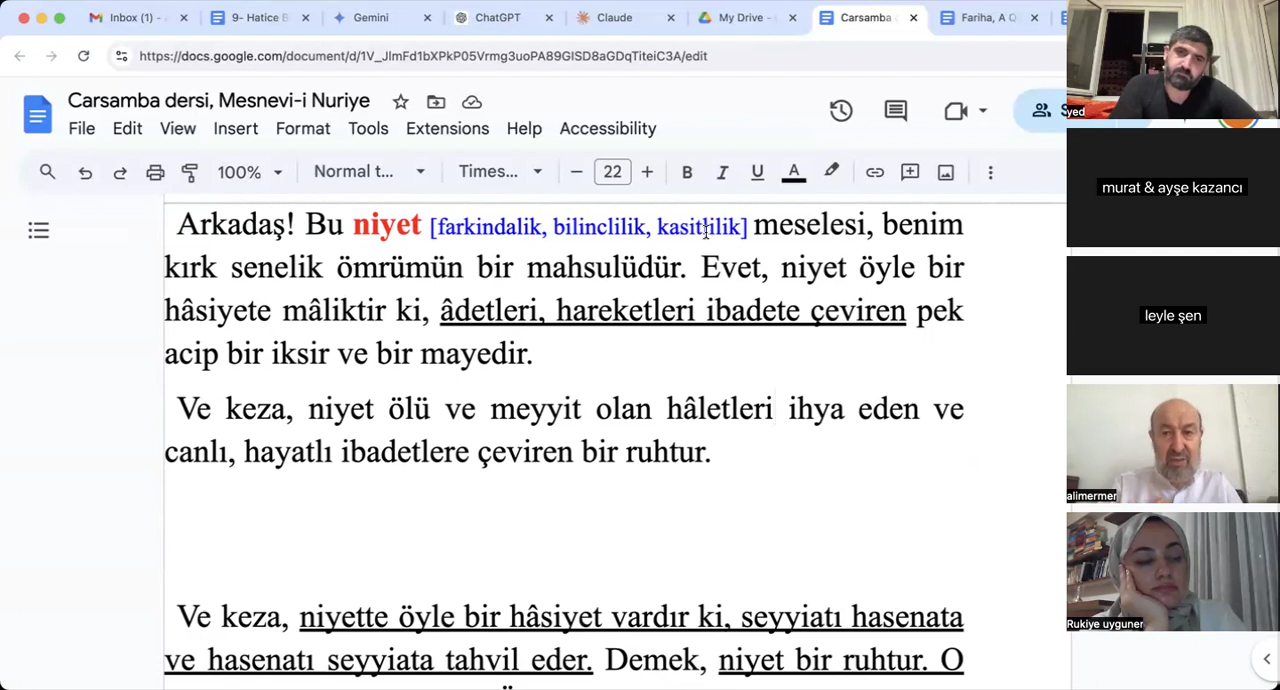 Inbox (1) -
9- Hatice B
Gemini
ChatGPT
Claude
My Drive -
Carsamba
Fariha, A Q
https://docs.google.com/document/d/1V_JlmFd1bXPkP05Vrmg3uoPA89GlSD8aGDqTiteiC3A/edit
Carsamba dersi, Mesnevi-i Nuriye
File Edit View Insert Format Tools Extensions Help Accessibility
100% Normal t... Times... 22 B I U A
Arkadaş! Bu niyet [farkindalik, bilinclilik, kasitlilik] meselesi, benim
kırk senelik ömrümün bir mahsulüdür. Evet, niyet öyle bir
hâsiyete mâliktir ki, âdetleri, hareketleri ibadete çeviren pek
acip bir iksir ve bir mayedir.
Ve keza, niyet ölü ve meyyit olan hâletleri ihya eden ve
canlı, hayatlı ibadetlere çeviren bir ruhtur.
Ve keza, niyette öyle bir hâsiyet vardır ki, seyyiatı hasenata
ve hasenatı seyyiata tahvil eder. Demek, niyet bir ruhtur. O
syed
murat & ayşe kazancı
leyle şen
alimermer
Rukiye uyguner